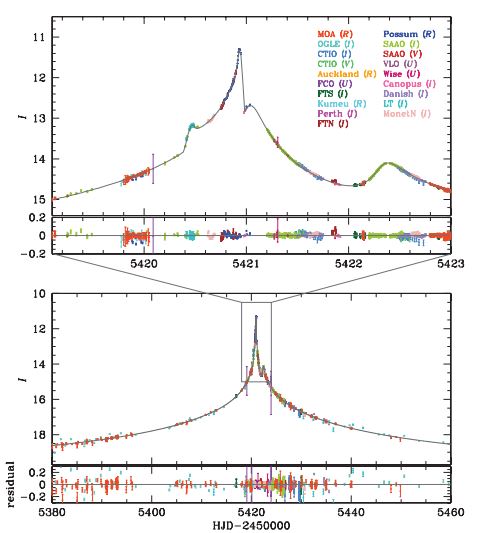 11
12
13
14
15
I
MOA (R)
OGLE (I)
CTIO (I)
CTIO (V)
Auckland (R)
FCO (U)
FTS (I)
Kumeu (R)
Perth (I)
FTN (I)
Possum (R)
SAAO (I)
SAAO (V)
VLO (U)
Wise (U)
Canopus (I)
Danish (I)
LT (I)
MonetN (I)
0.2
0
−0.2
5420 5421 5422 5423
10
12
14
16
18
I
residual
0.2
0
−0.2
5380 5400 5420 5440 5460
HJD-2450000